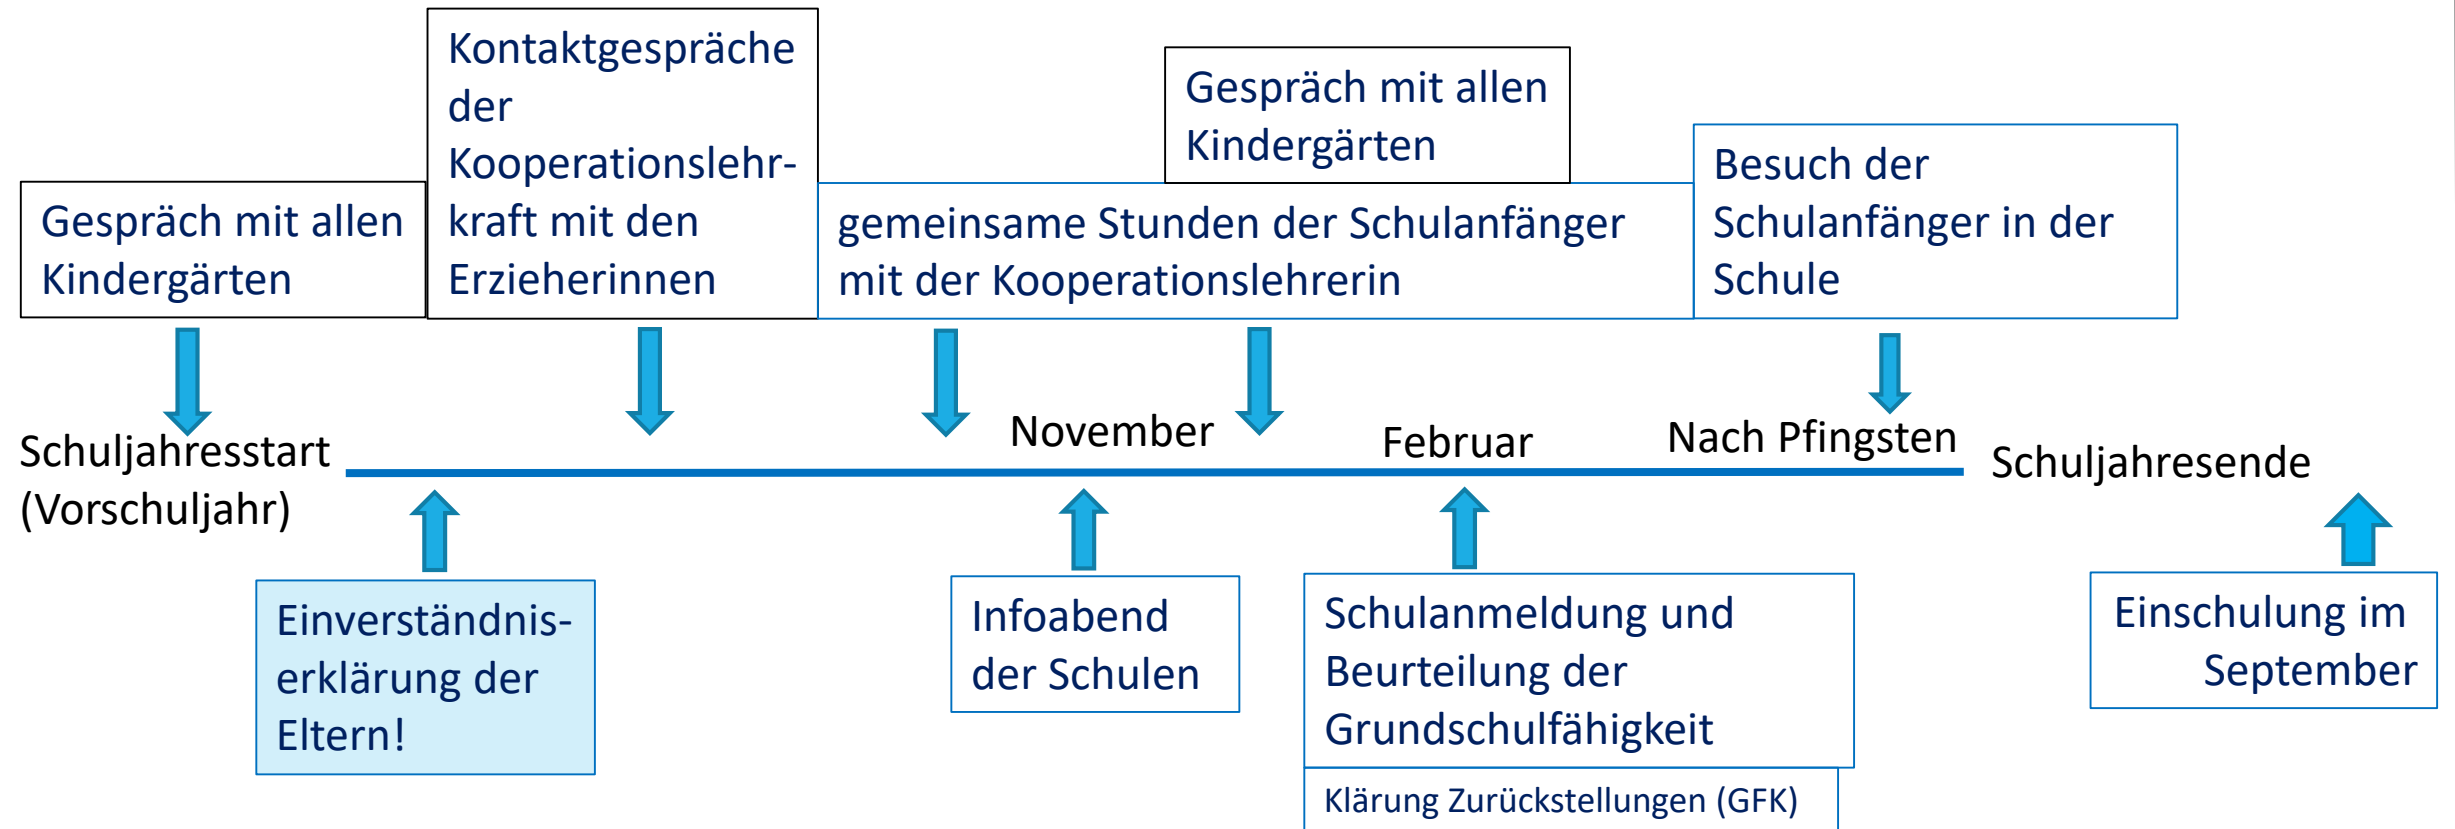 Gespräch mit allen
Kindergärten
Kontaktgespräche
der
Kooperationslehr-
kraft mit den
Erzieherinnen
gemeinsame Stunden der Schulanfänger
mit der Kooperationslehrerin
Gespräch mit allen
Kindergärten
Besuch der
Schulanfänger in der
Schule
Schuljahresstart
(Vorschuljahr)
November
Februar
Nach Pfingsten
Schuljahresende
Einverständnis-
erklärung der
Eltern!
Infoabend
der Schulen
Schulanmeldung und
Beurteilung der
Grundschulfähigkeit
Klärung Zurückstellungen (GFK)
Einschulung im
September